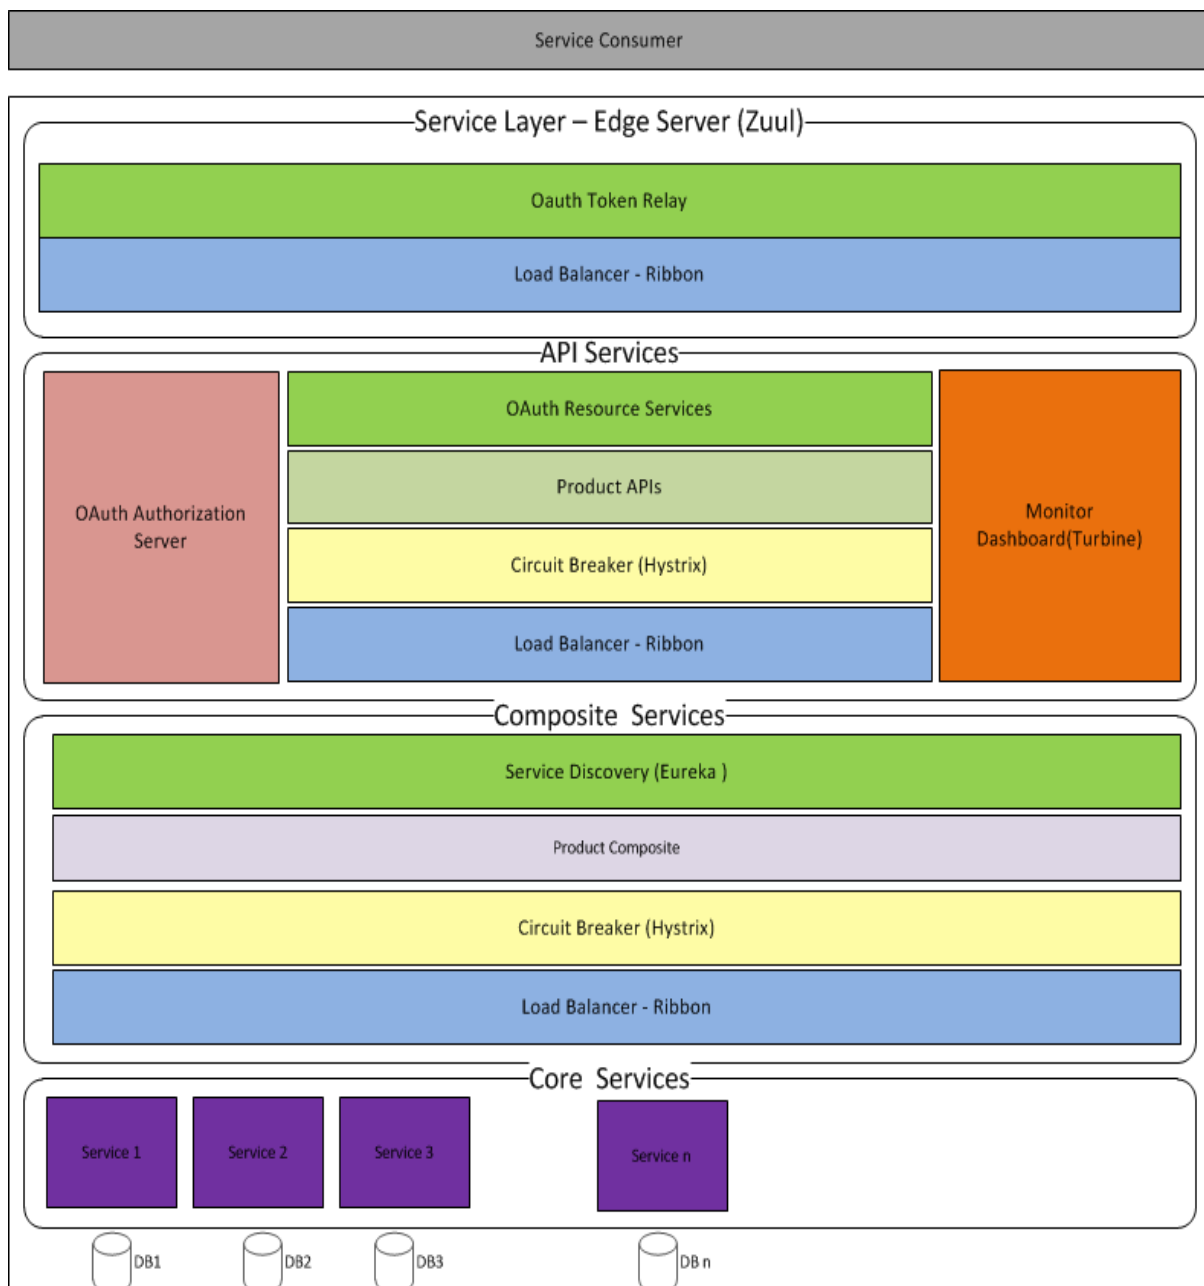 Service Consumer
Service Layer – Edge Server (Zuul)
Oauth Token Relay
Load Balancer - Ribbon
API Services
OAuth Authorization
Server
OAuth Resource Services
Product APIs
Circuit Breaker (Hystrix)
Load Balancer - Ribbon
Monitor
Dashboard(Turbine)
Composite  Services
Service Discovery (Eureka )
Product Composite
Circuit Breaker (Hystrix)
Load Balancer - Ribbon
Core  Services
Service 1
Service 2
Service 3
Service n
DB1
DB2
DB3
DB n